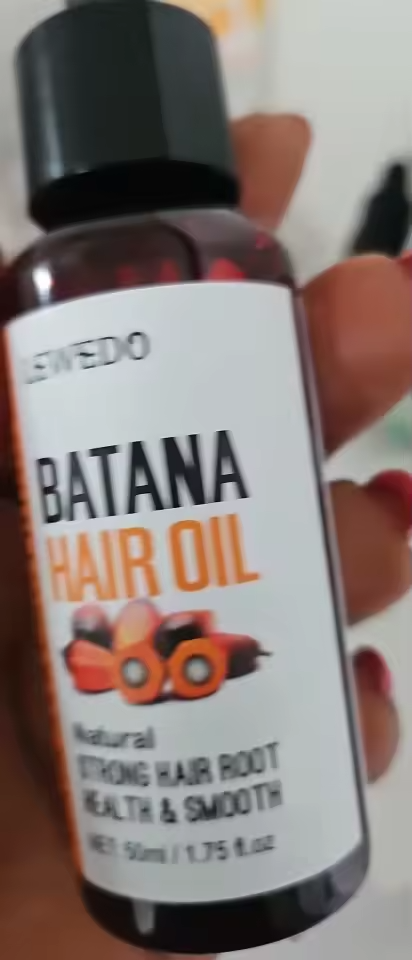 LEWEDO
BATANA
HAIR OIL
Natural
STRONG HAIR ROOT
HEALTH & SMOOTH
NET 50ml / 1.75 fl.oz